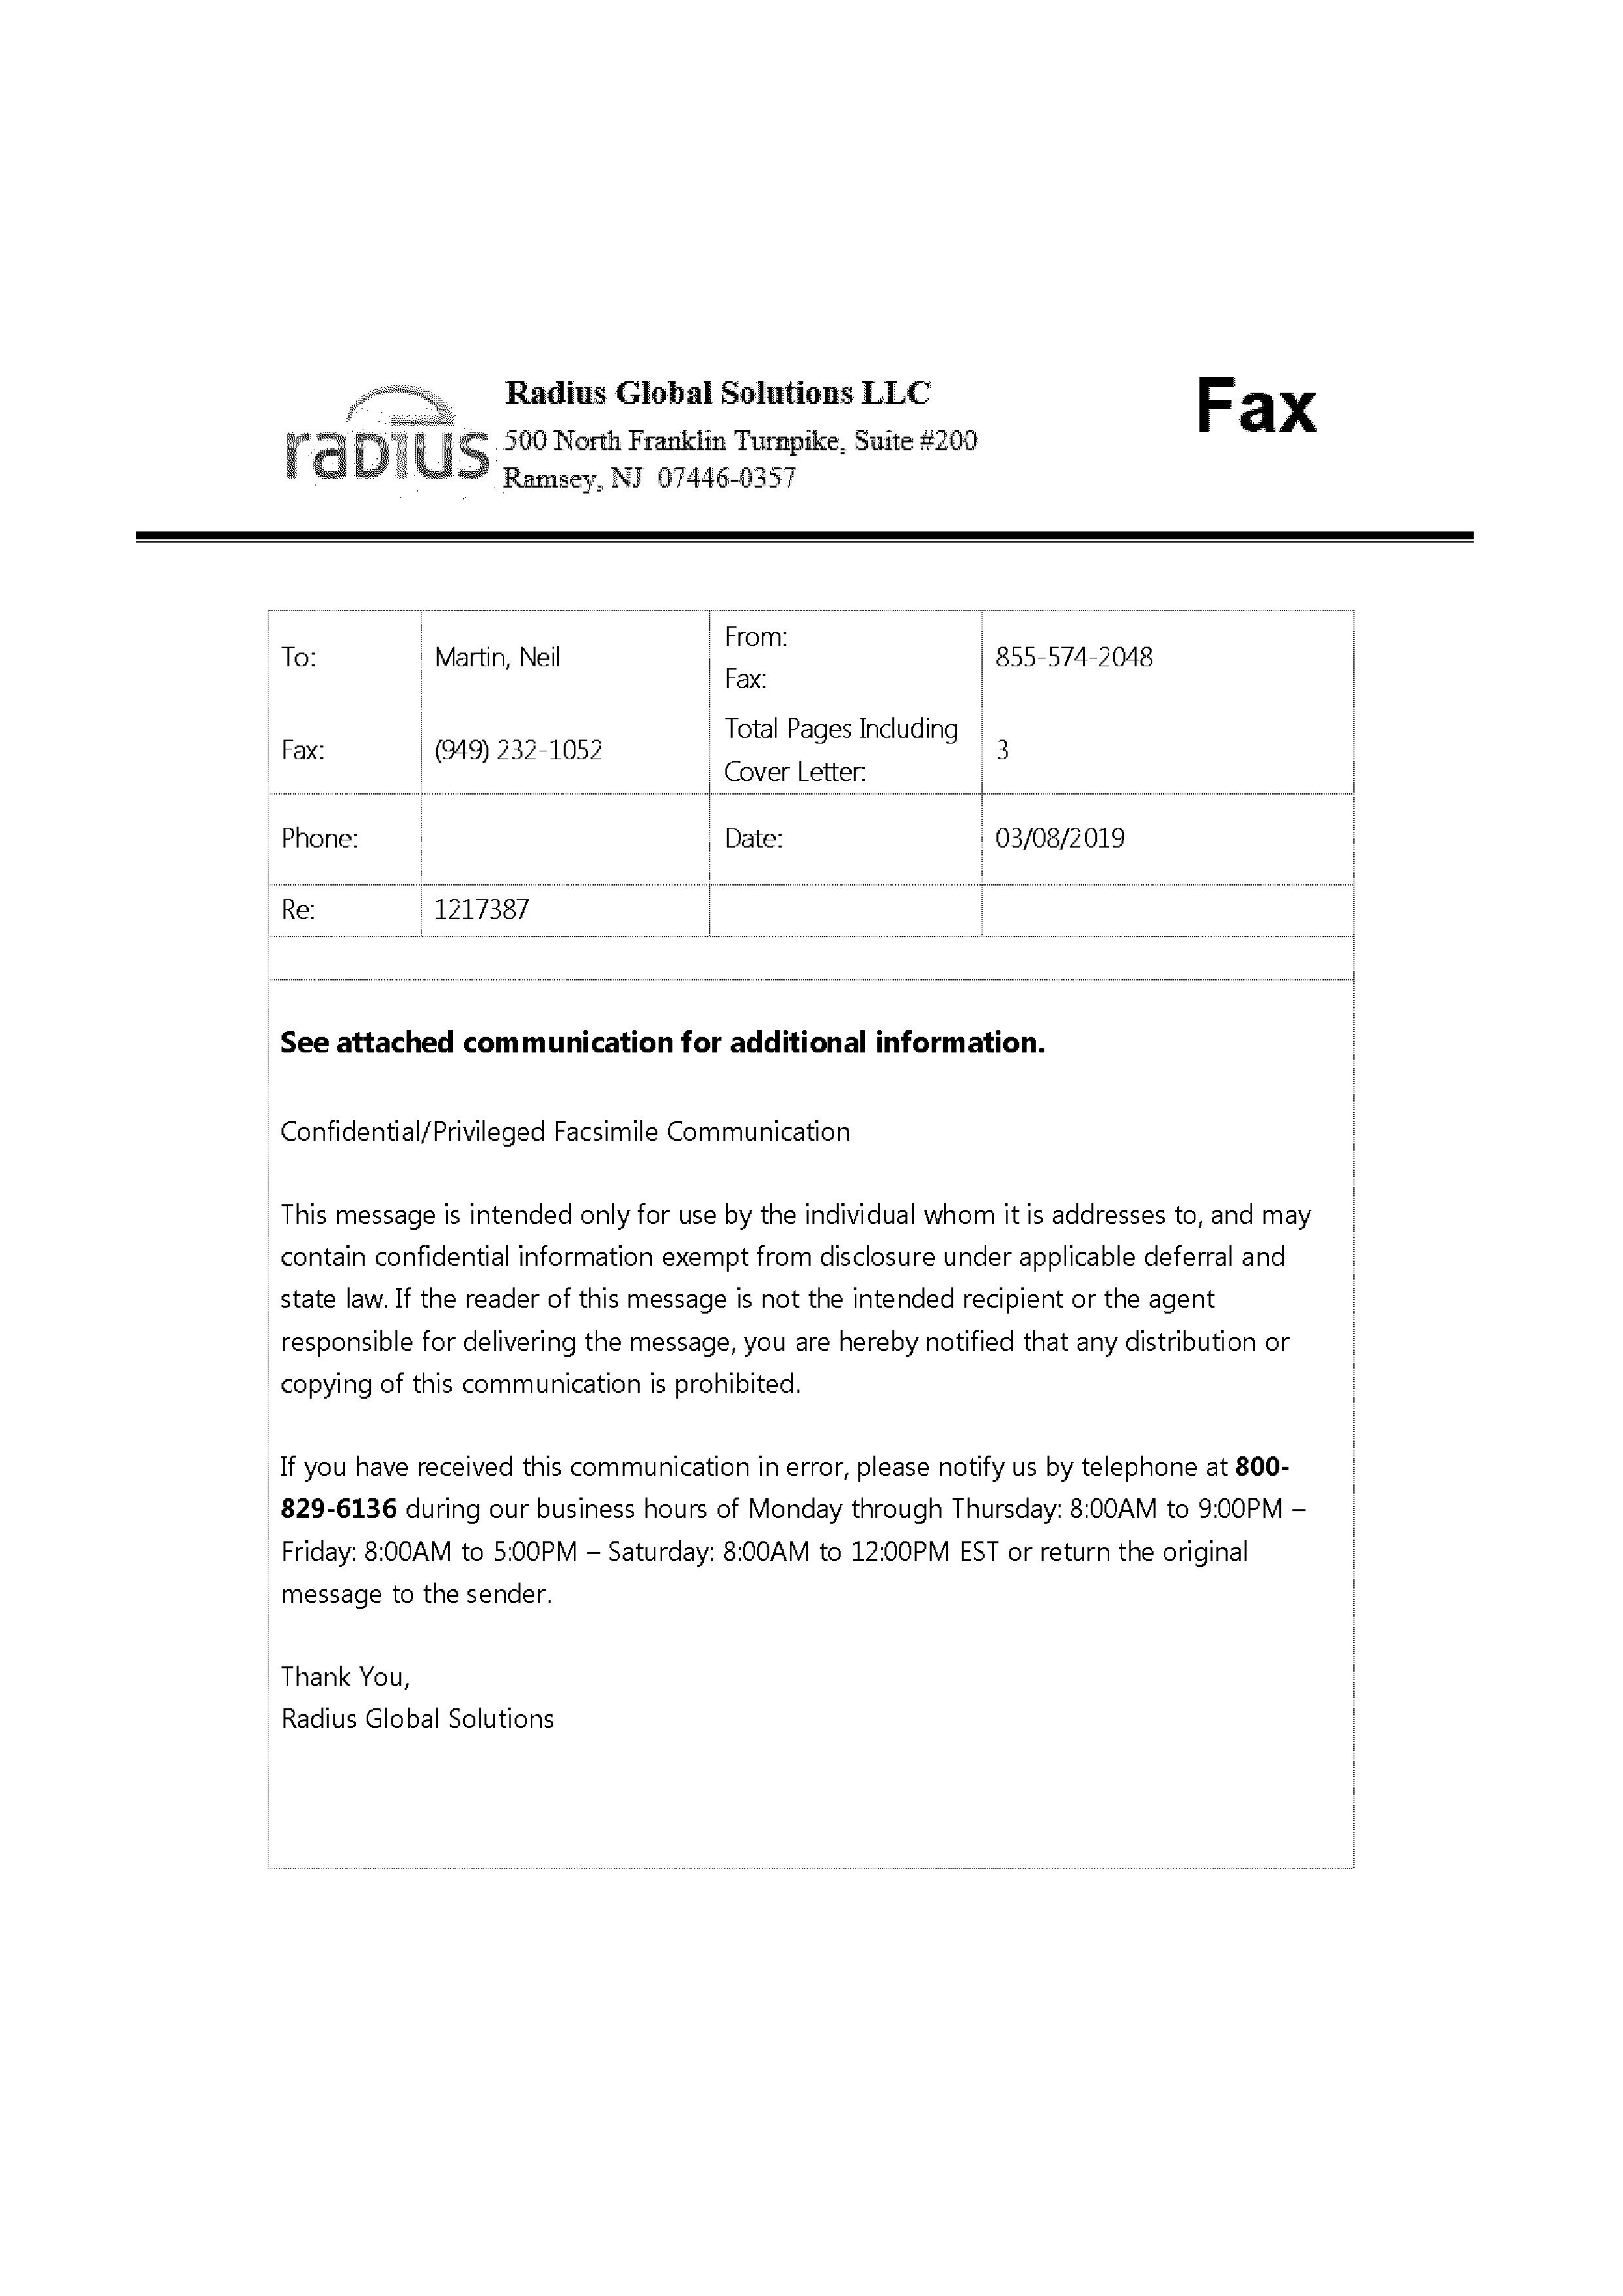 radius
Radius Global Solutions LLC
500 North Franklin Turnpike, Suite #200
Ramsey, NJ 07446-0357
Fax
To: Martin, Neil From: Fax: 855-574-2048
Fax: (949) 232-1052 Total Pages Including Cover Letter: 3
Phone: Date: 03/08/2019
Re: 1217387
See attached communication for additional information.
Confidential/Privileged Facsimile Communication
This message is intended only for use by the individual whom it is addresses to, and may
contain confidential information exempt from disclosure under applicable deferral and
state law. If the reader of this message is not the intended recipient or the agent
responsible for delivering the message, you are hereby notified that any distribution or
copying of this communication is prohibited.
If you have received this communication in error, please notify us by telephone at 800-
829-6136 during our business hours of Monday through Thursday: 8:00AM to 9:00PM –
Friday: 8:00AM to 5:00PM – Saturday: 8:00AM to 12:00PM EST or return the original
message to the sender.
Thank You,
Radius Global Solutions